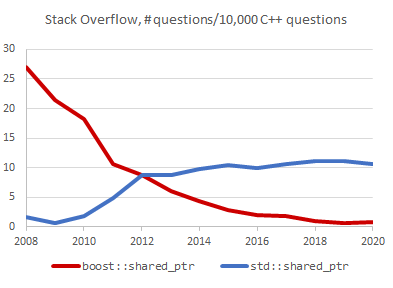 Stack Overflow, #questions/10,000 C++ questions
30
25
20
15
10
5
0
2008 2010 2012 2014 2016 2018 2020
boost::shared_ptr std::shared_ptr